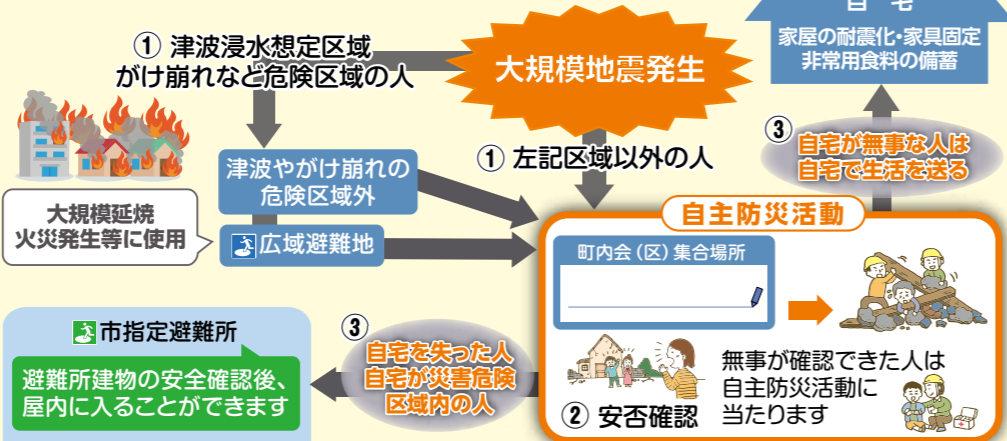 ① 津波浸水想定区域
がけ崩れなど危険区域の人
大規模地震発生
自宅
家屋の耐震化・家具固定
非常用食料の備蓄
① 左記区域以外の人
③
自宅が無事な人は
自宅で生活を送る
津波やがけ崩れの
危険区域外
大規模延焼
火災発生等に使用
広域避難地
自主防災活動
町内会（区）集合場所
② 安否確認
無事が確認できた人は
自主防災活動に
当たります
③
自宅を失った人
自宅が災害危険
区域内の人
市指定避難所
避難所建物の安全確認後、
屋内に入ることができます